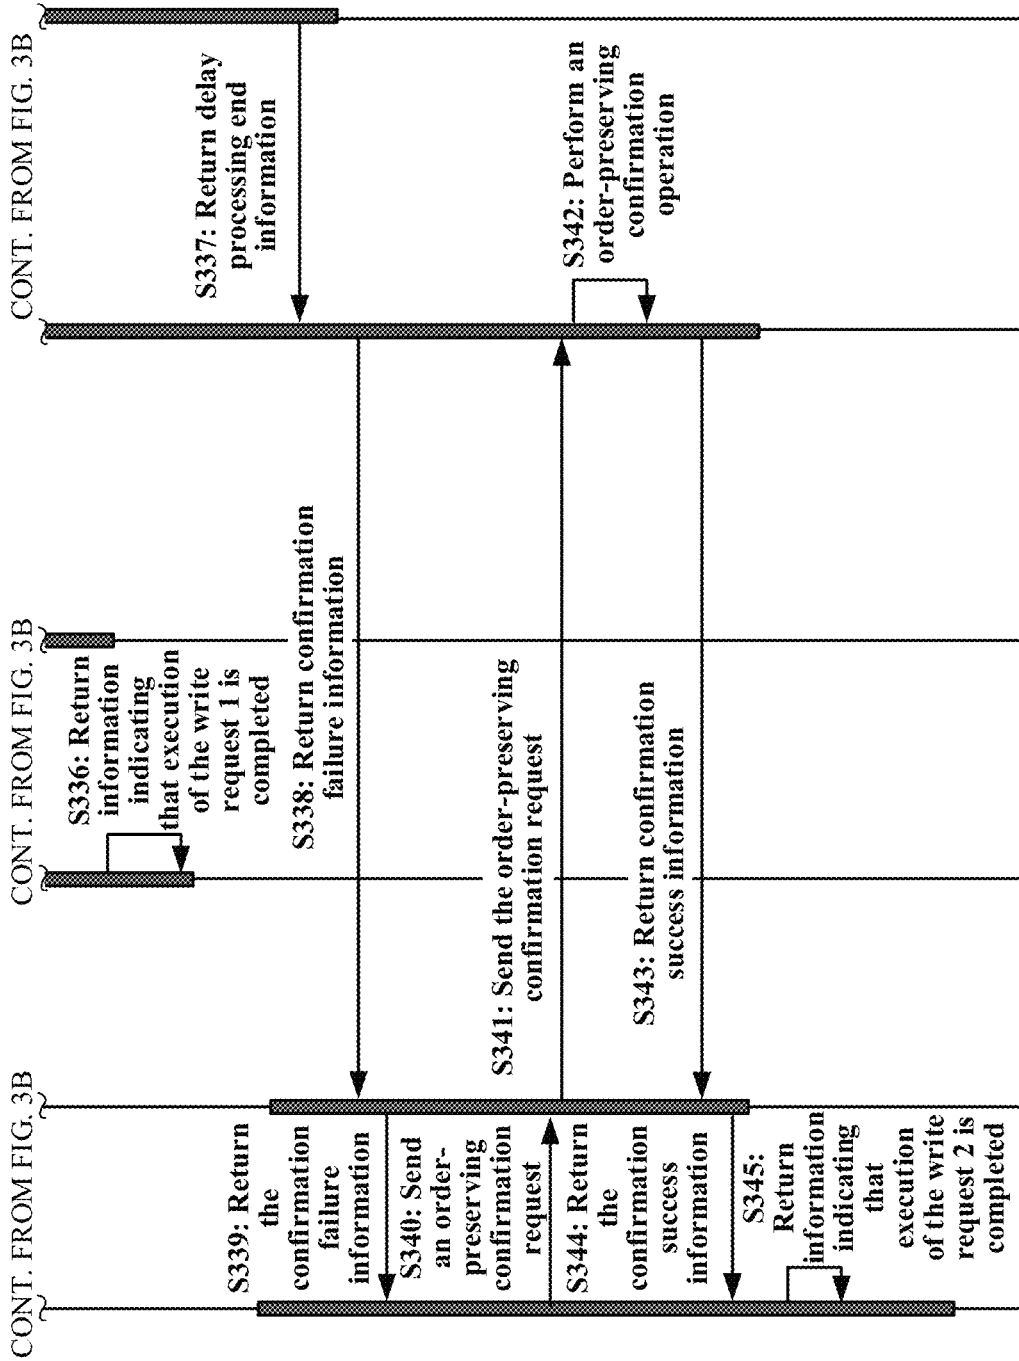 CONT. FROM FIG. 3B
CONT. FROM FIG. 3B
CONT. FROM FIG. 3B
S336: Return
information
indicating
that execution
of the write
request 1 is
completed
S337: Return delay
processing end
information
S338: Return confirmation
failure information
S339: Return
the
confirmation
failure
information
S340: Send
an order-
preserving
confirmation
request
S341: Send the order-preserving
confirmation request
S342: Perform an
order-preserving
confirmation
operation
S343: Return confirmation
success information
S344: Return
the
confirmation
success
information
S345:
Return
information
indicating
that
execution
of the write
request 2 is
completed